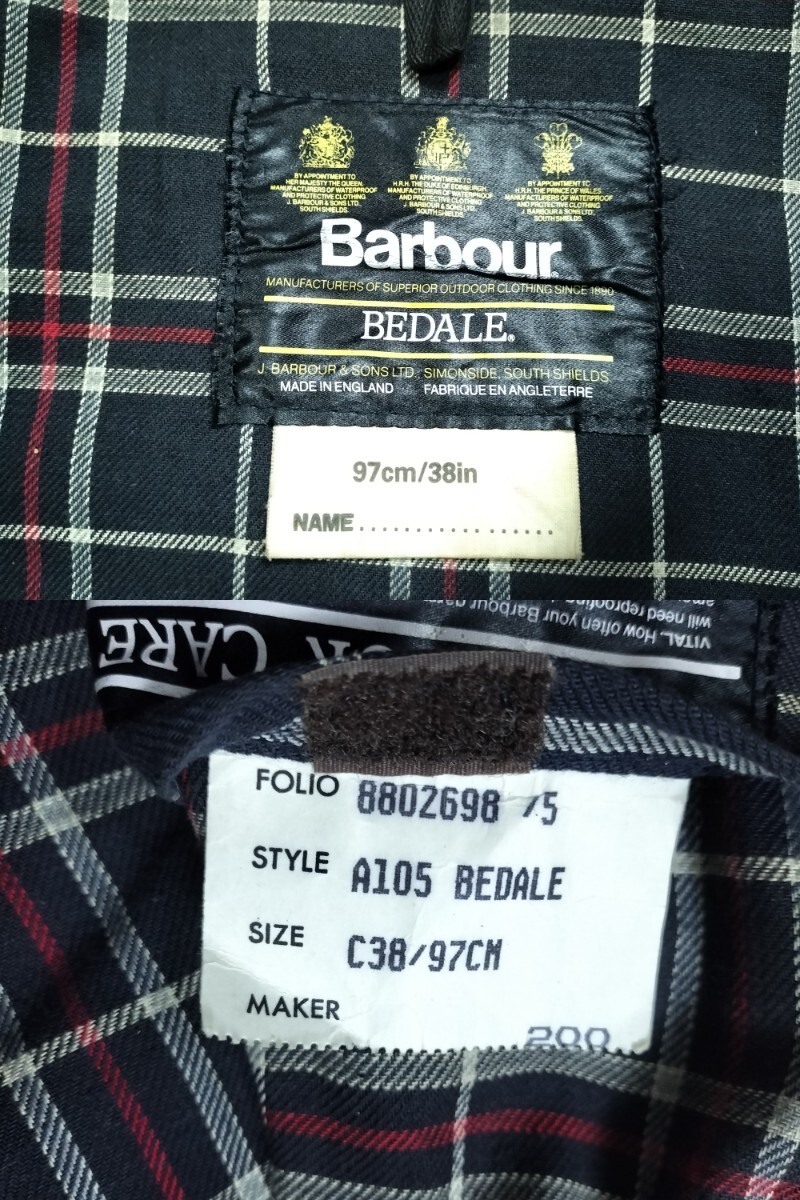 BY APPOINTMENT TO
HER MAJESTY THE QUEEN
MANUFACTURERS OF WATERPROOF
AND PROTECTIVE CLOTHING
J. BARBOUR & SONS LTD.
SOUTH SHIELDS.
BY APPOINTMENT TO
H.R.H. THE DUKE OF EDINBURGH
MANUFACTURERS OF WATERPROOF
AND PROTECTIVE CLOTHING
J. BARBOUR & SONS LTD.
SOUTH SHIELDS.
BY APPOINTMENT TO
H.R.H. THE PRINCE OF WALES
MANUFACTURERS OF WATERPROOF
AND PROTECTIVE CLOTHING
J. BARBOUR & SONS LTD.
SOUTH SHIELDS.
Barbour
MANUFACTURERS OF SUPERIOR OUTDOOR CLOTHING SINCE 1890
BEDALE®
J. BARBOUR & SONS LTD. SIMONSIDE, SOUTH SHIELDS
MADE IN ENGLAND FABRIQUE EN ANGLETERRE
97cm/38in
NAME..................
VITAL. How often your Barbour
will need reproofing
CARE
FOLIO 8802698 /5
STYLE A105 BEDALE
SIZE C38/97CM
MAKER
200